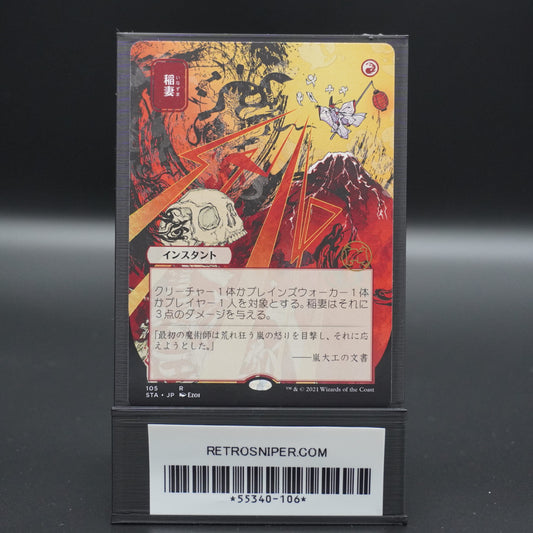 稲妻
いなずま
インスタント
クリーチャー1体かプレインズウォーカー1体
かプレイヤー1人を対象とする。稲妻はそれに
3点のダメージを与える。
「最初の魔術師は荒れ狂う嵐の怒りを目撃し、それに応
えようとした。」
――嵐大工の文書
105 R
STA・JP Ezoi
™ & © 2021 Wizards of the Coast
RETROSNIPER.COM
*55340-106*